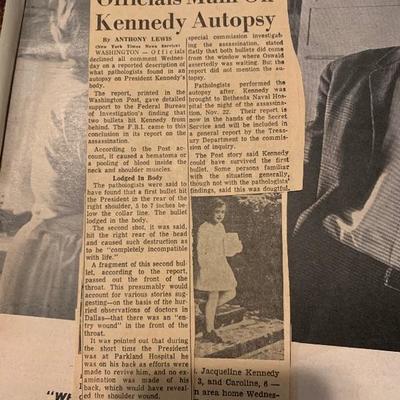 Officials Mum On
Kennedy Autopsy
By ANTHONY LEWIS
(New York Times News Service)
WASHINGTON — Officials
declined all comment Wednes-
day on a reported description of
what pathologists found in an
autopsy on President Kennedy's
body.
The report, printed in the
Washington Post, gave detailed
support to the Federal Bureau
of Investigation's finding that
two bullets hit Kennedy from
behind. The F.B.I. came to this
conclusion in its report on the
assassination.
According to the Post ac-
count, it caused a hematoma or
a pooling of blood inside the
neck and shoulder muscles.
Lodged In Body
The pathologists were said to
have found that a first bullet hit
the President in the rear of the
right shoulder, 5 to 7 inches be-
low the collar line. The bullet
lodged in the body.
The second shot, it was said,
hit the right rear of the head
and caused such destruction as
to be "completely incompatible
with life."
A fragment of this second bul-
let, according to the report,
passed out the front of the
throat. This presumably would
account for various stories sug-
gesting—on the basis of the hur-
ried observations of doctors in
Dallas—that there was an "en-
try wound" in the front of the
throat.
It was pointed out that during
the short time the President
was at Parkland Hospital he
was on his back as efforts were
made to revive him, and no ex-
amination was made of his
back, which would have reveal-
ed the shoulder wound.
special commission investigat-
ing the assassination, stated
flatly that both bullets did come
from the window where Oswald
assertedly was waiting. But the
report did not mention the au-
topsy.
Pathologists performed the
autopsy after Kennedy was
brought to Bethesda Naval Hos-
pital the night of the assassina-
tion, Nov. 22. Their report is
now in the hands of the Secret
Service and will be included in
a general report by the Treas-
ury Department to the commis-
sion of inquiry.
The Post story said Kennedy
could have survived the first
bullet. Some persons familiar
with the situation generally,
though not with the pathologists'
findings, said this was doubtful.
. Jacqueline Kennedy
3, and Caroline, 6 —
n area home Wednes-
"WE